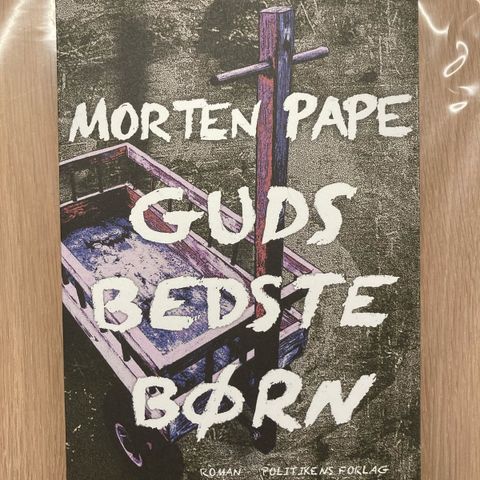 MORTEN PAPE
GUDS
BEDSTE
BØRN
ROMAN POLITIKENS FORLAG